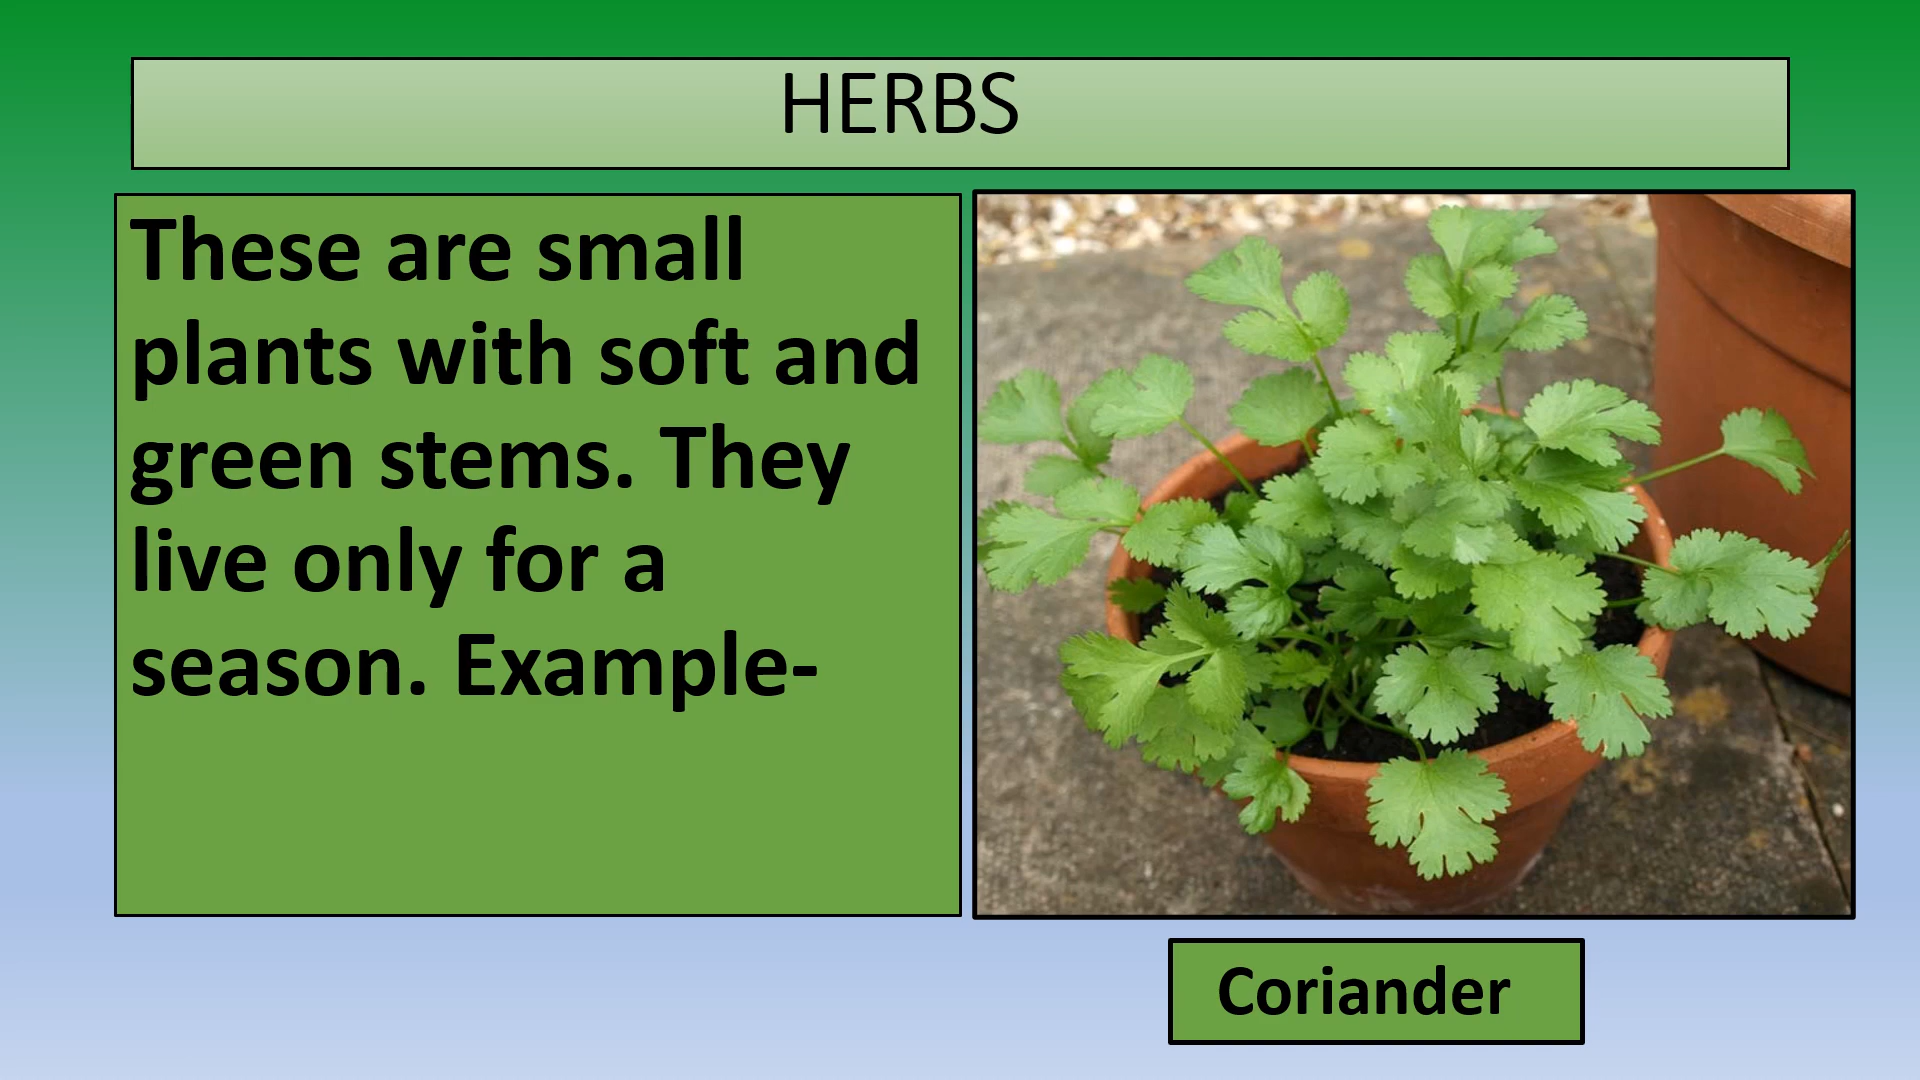 HERBS
These are small
plants with soft and
green stems. They
live only for a
season. Example-
Coriander